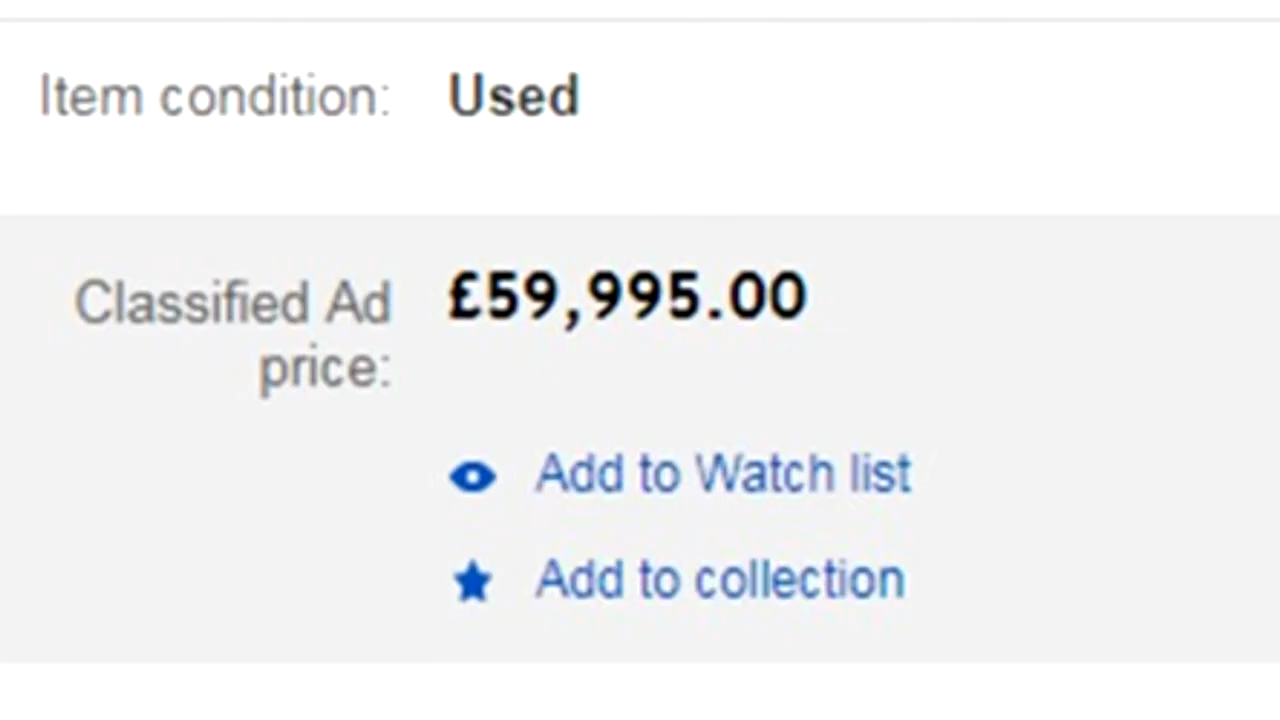 Item condition: Used
Classified Ad £59,995.00
price:
Add to Watch list
Add to collection